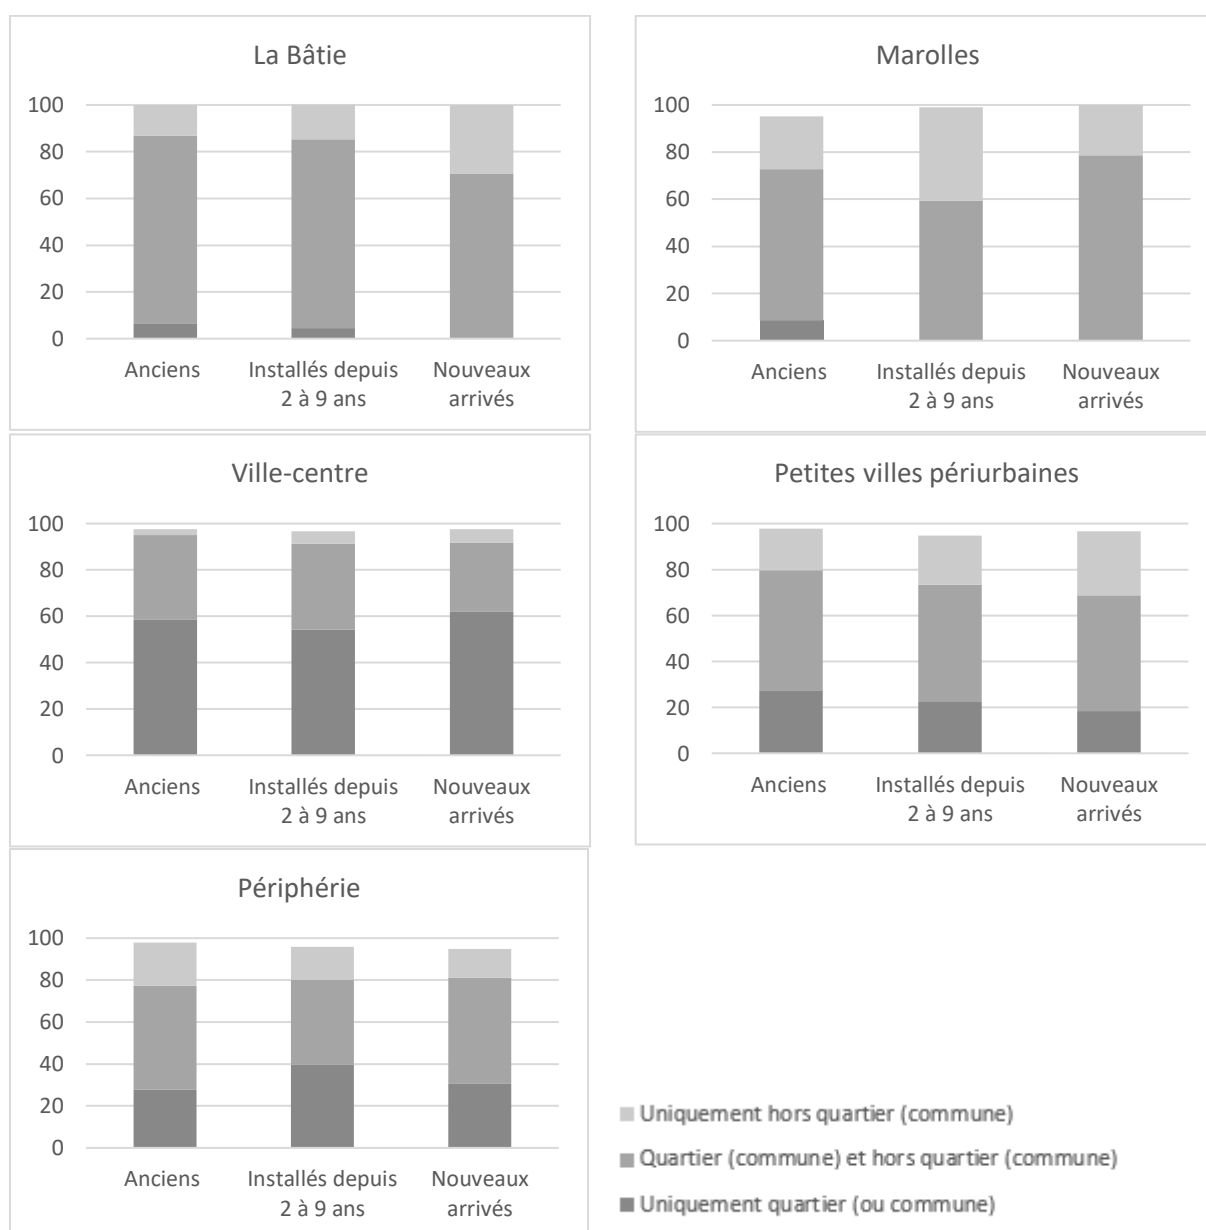 La Bâtie
100
80
60
40
20
0
Anciens
Installés depuis
2 à 9 ans
Nouveaux
arrivés
Marolles
100
80
60
40
20
0
Anciens
Installés depuis
2 à 9 ans
Nouveaux
arrivés
Ville-centre
100
80
60
40
20
0
Anciens
Installés depuis
2 à 9 ans
Nouveaux
arrivés
Petites villes périurbaines
100
80
60
40
20
0
Anciens
Installés depuis
2 à 9 ans
Nouveaux
arrivés
Périphérie
100
80
60
40
20
0
Anciens
Installés depuis
2 à 9 ans
Nouveaux
arrivés
Uniquement hors quartier (commune)
Quartier (commune) et hors quartier (commune)
Uniquement quartier (ou commune)